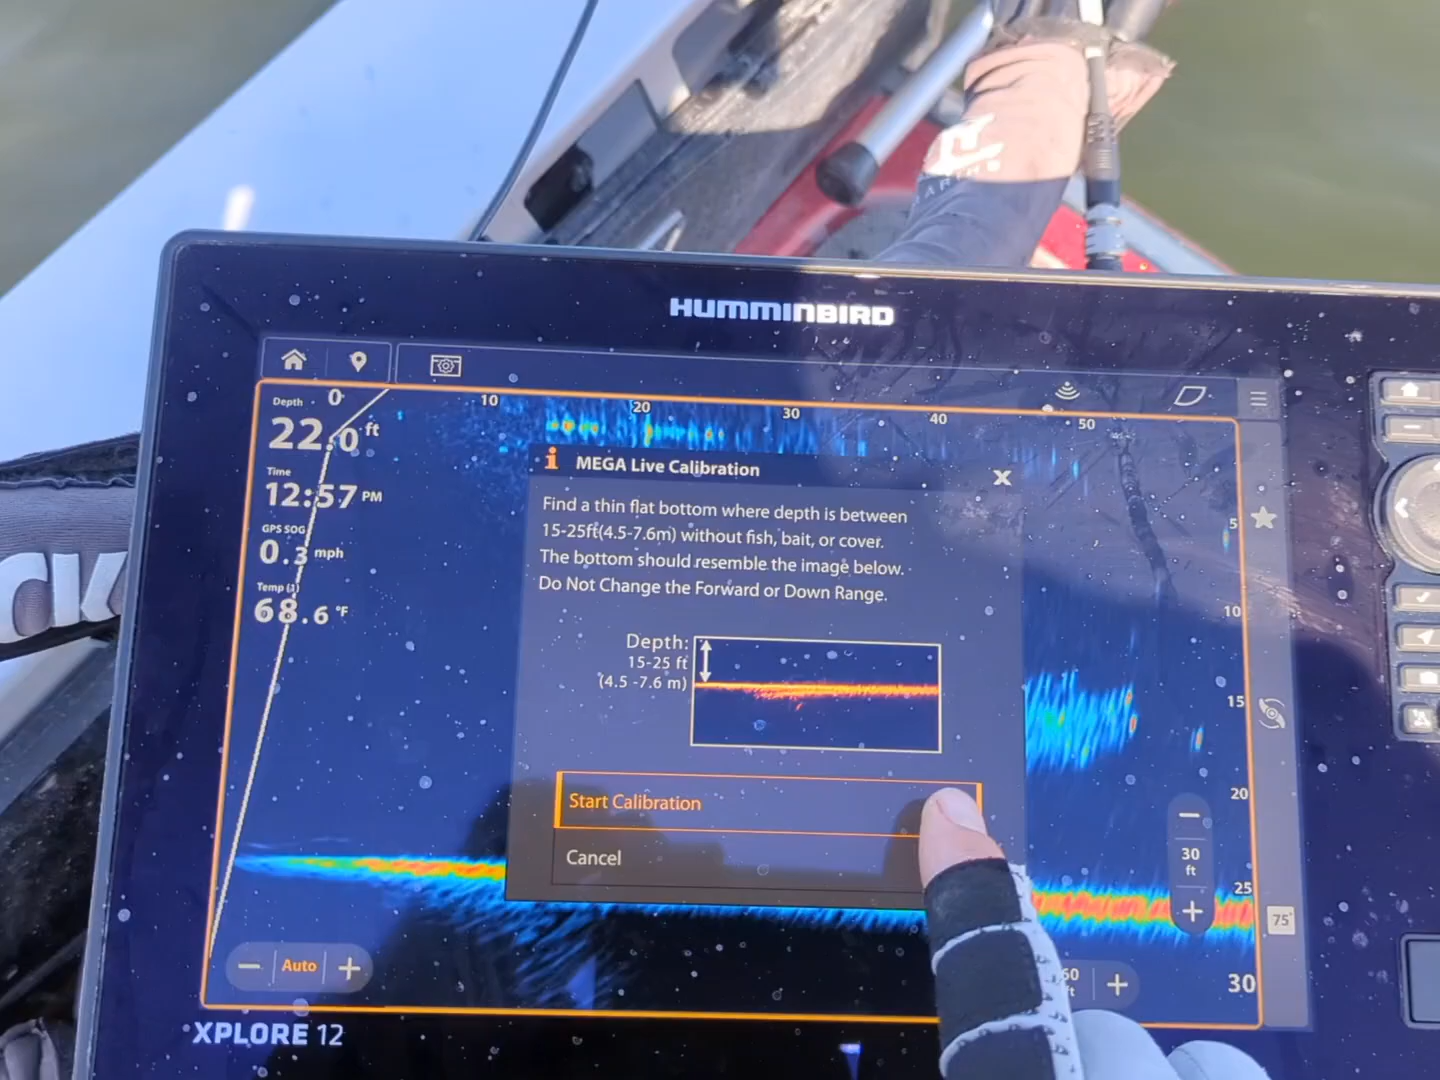 HUMMINBIRD
Depth
22.0 ft
Time
12:57 PM
GPS SOG
0.3 mph
Temp (1)
68.6 °F
0 10 20 30 40 50
MEGA Live Calibration
X
Find a thin flat bottom where depth is between
15-25ft(4.5-7.6m) without fish, bait, or cover.
The bottom should resemble the image below.
Do Not Change the Forward or Down Range.
Depth:
15-25 ft
(4.5 -7.6 m)
Start Calibration
Cancel
5
10
15
20
25
30
30
ft
75°
Auto
XPLORE 12
CK